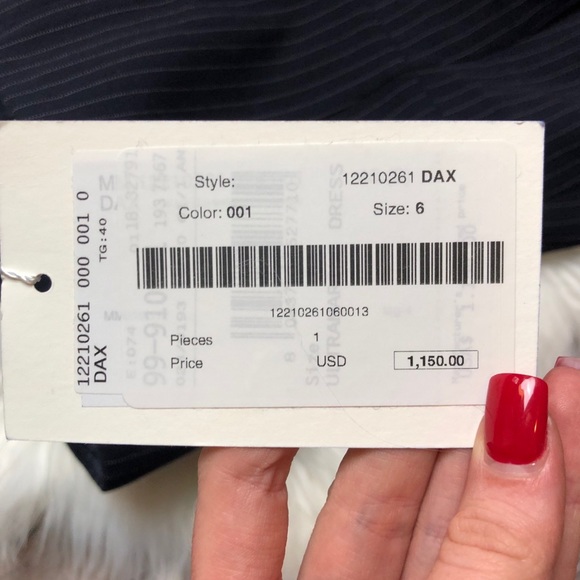 Style: 12210261 DAX
Color: 001 Size: 6
12210261060013
Pieces 1
Price USD 1,150.00
12210261 000 001 0
TG:40
DAX
DRESS